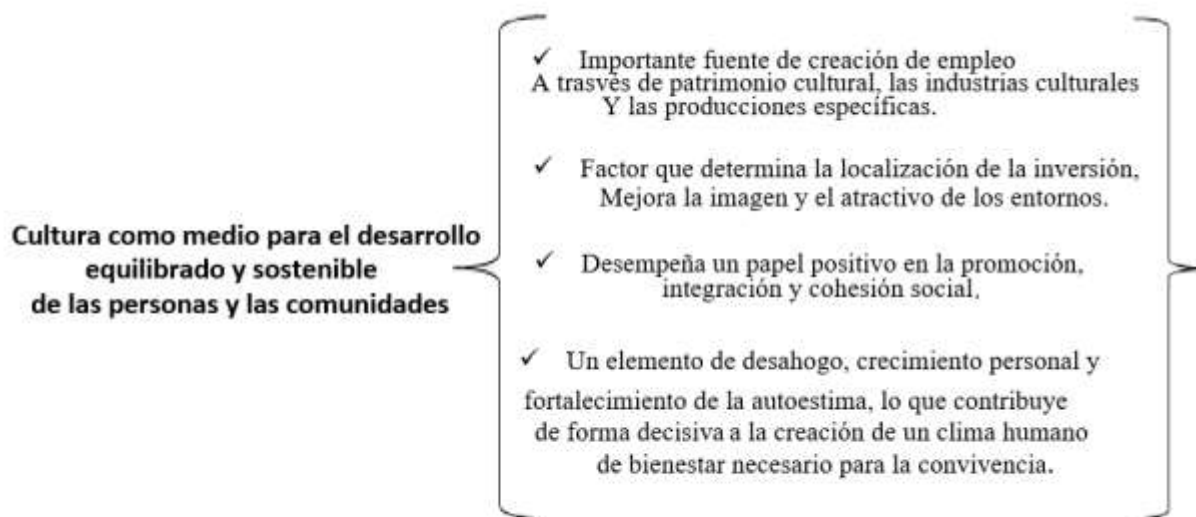 Cultura como medio para el desarrollo
equilibrado y sostenible
de las personas y las comunidades
✓ Importante fuente de creación de empleo
A trasvés de patrimonio cultural, las industrias culturales
Y las producciones específicas.
✓ Factor que determina la localización de la inversión,
Mejora la imagen y el atractivo de los entornos.
✓ Desempeña un papel positivo en la promoción,
integración y cohesión social,
✓ Un elemento de desahogo, crecimiento personal y
fortalecimiento de la autoestima, lo que contribuye
de forma decisiva a la creación de un clima humano
de bienestar necesario para la convivencia.